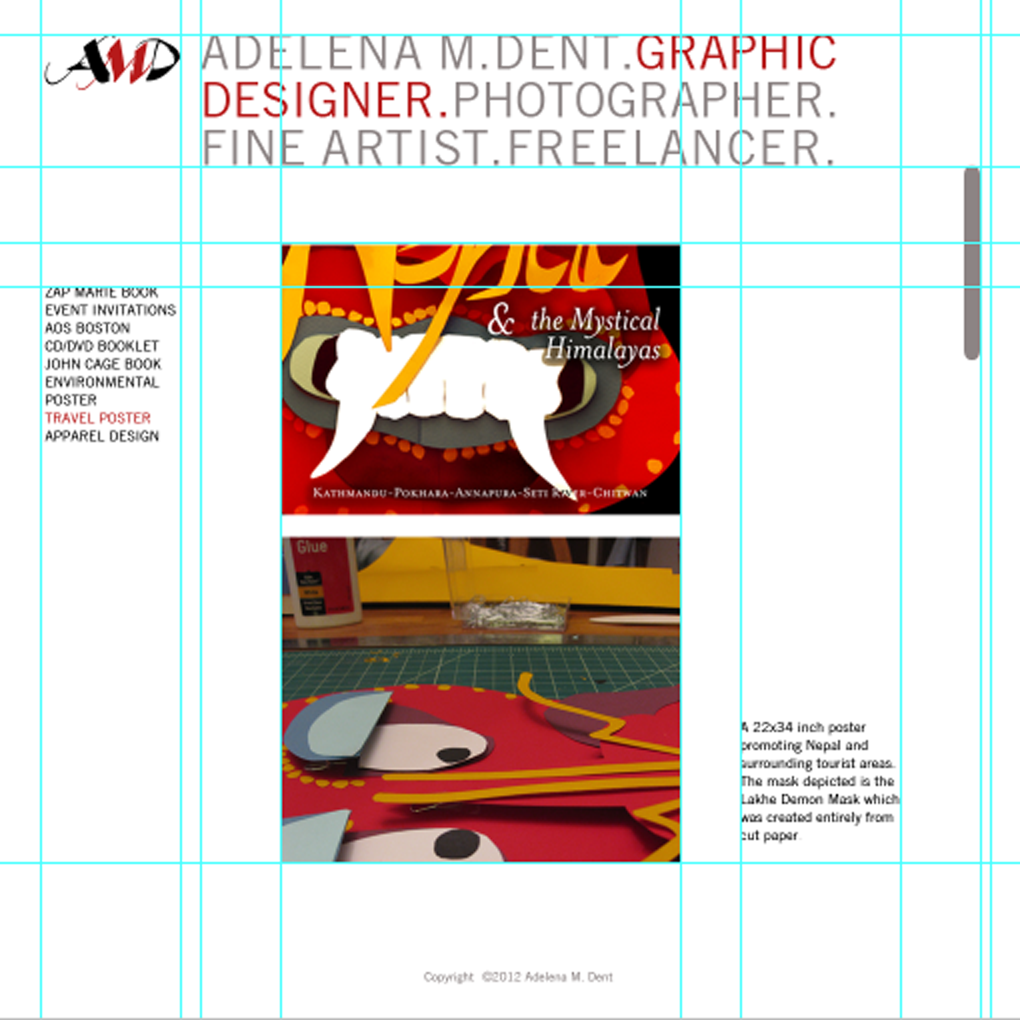 AMD
ADELENA M.DENT.GRAPHIC
DESIGNER.PHOTOGRAPHER.
FINE ARTIST.FREELANCER.
ZAP MARIE BOOK
EVENT INVITATIONS
AOS BOSTON
CD/DVD BOOKLET
JOHN CAGE BOOK
ENVIRONMENTAL
POSTER
TRAVEL POSTER
APPAREL DESIGN
Nepal
& the Mystical
Himalayas
KATHMANDU-POKHARA-ANNAPURA-SETI RIVER-CHITWAN
Glue
A 22x34 inch poster
promoting Nepal and
surrounding tourist areas.
The mask depicted is the
Lakhe Demon Mask which
was created entirely from
cut paper.
Copyright ©2012 Adelena M. Dent